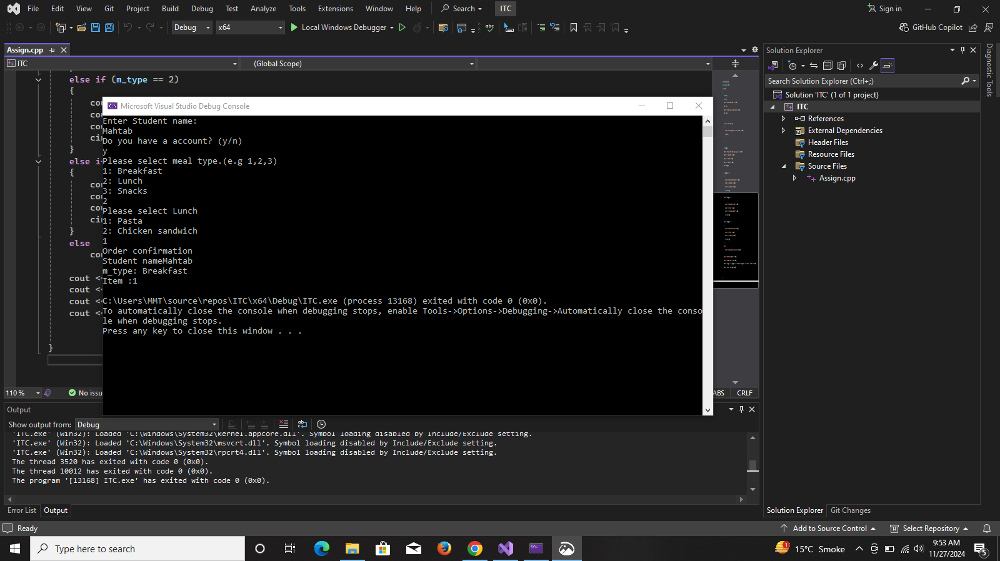 File Edit View Git Project Build Debug Test Analyze Tools Extensions Window Help Search ITC Sign in
Debug x64 Local Windows Debugger GitHub Copilot
Assign.cpp
ITC (Global Scope)
else if (m_type == 2)
{
cou
cou
cou
cin
}
else if
{
cou
cou
cou
cin
}
else
cou
cout <<
cout <<
cout <<
cout <<
}
Microsoft Visual Studio Debug Console
Enter Student name:
Mahtab
Do you have a account? (y/n)
y
Please select meal type.(e.g 1,2,3)
1: Breakfast
2: Lunch
3: Snacks
2
Please select Lunch
1: Pasta
2: Chicken sandwich
1
Order confirmation
Student nameMahtab
m_type: Breakfast
Item :1
C:\Users\MMT\source\repos\ITC\x64\Debug\ITC.exe (process 13168) exited with code 0 (0x0).
To automatically close the console when debugging stops, enable Tools->Options->Debugging->Automatically close the conso
le when debugging stops.
Press any key to close this window . . .
110 % No issu ABS CRLF
Output
Show output from: Debug
'ITC.exe' (Win32): Loaded 'C:\Windows\System32\kernel.appcore.dll'. Symbol loading disabled by Include/Exclude setting.
'ITC.exe' (Win32): Loaded 'C:\Windows\System32\msvcrt.dll'. Symbol loading disabled by Include/Exclude setting.
'ITC.exe' (Win32): Loaded 'C:\Windows\System32\rpcrt4.dll'. Symbol loading disabled by Include/Exclude setting.
The thread 3520 has exited with code 0 (0x0).
The thread 10012 has exited with code 0 (0x0).
The program '[13168] ITC.exe' has exited with code 0 (0x0).
Error List Output
Solution Explorer
Search Solution Explorer (Ctrl+;)
Solution 'ITC' (1 of 1 project)
ITC
References
External Dependencies
Header Files
Resource Files
Source Files
Assign.cpp
Solution Explorer Git Changes
Diagnostic Tools
Ready Add to Source Control Select Repository
Type here to search
1
15°C Smoke
9:53 AM
11/27/2024
5